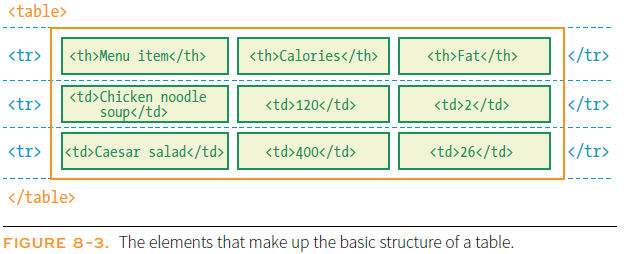 <table>
<tr> <th>Menu item</th> <th>Calories</th> <th>Fat</th> </tr>
<tr> <td>Chicken noodle
soup</td> <td>120</td> <td>2</td> </tr>
<tr> <td>Caesar salad</td> <td>400</td> <td>26</td> </tr>
</table>
FIGURE 8-3. The elements that make up the basic structure of a table.